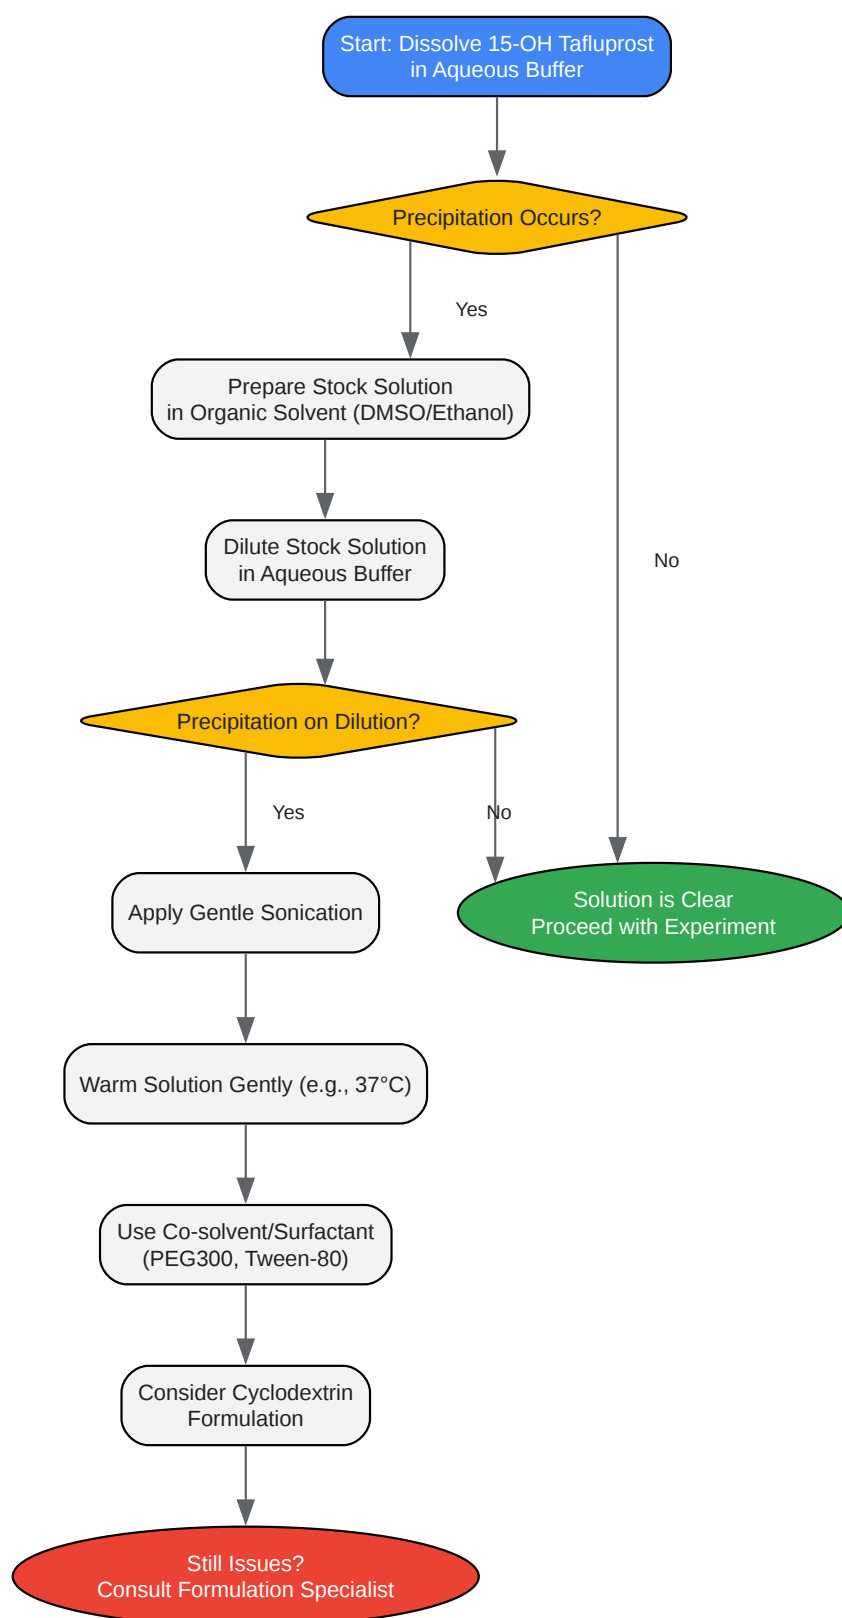 Start: Dissolve 15-OH Tafluprost
in Aqueous Buffer
Precipitation Occurs?
Yes
Prepare Stock Solution
in Organic Solvent (DMSO/Ethanol)
Dilute Stock Solution
in Aqueous Buffer
No
Precipitation on Dilution?
Yes
No
Apply Gentle Sonication
Solution is Clear
Proceed with Experiment
Warm Solution Gently (e.g., 37°C)
Use Co-solvent/Surfactant
(PEG300, Tween-80)
Consider Cyclodextrin
Formulation
Still Issues?
Consult Formulation Specialist